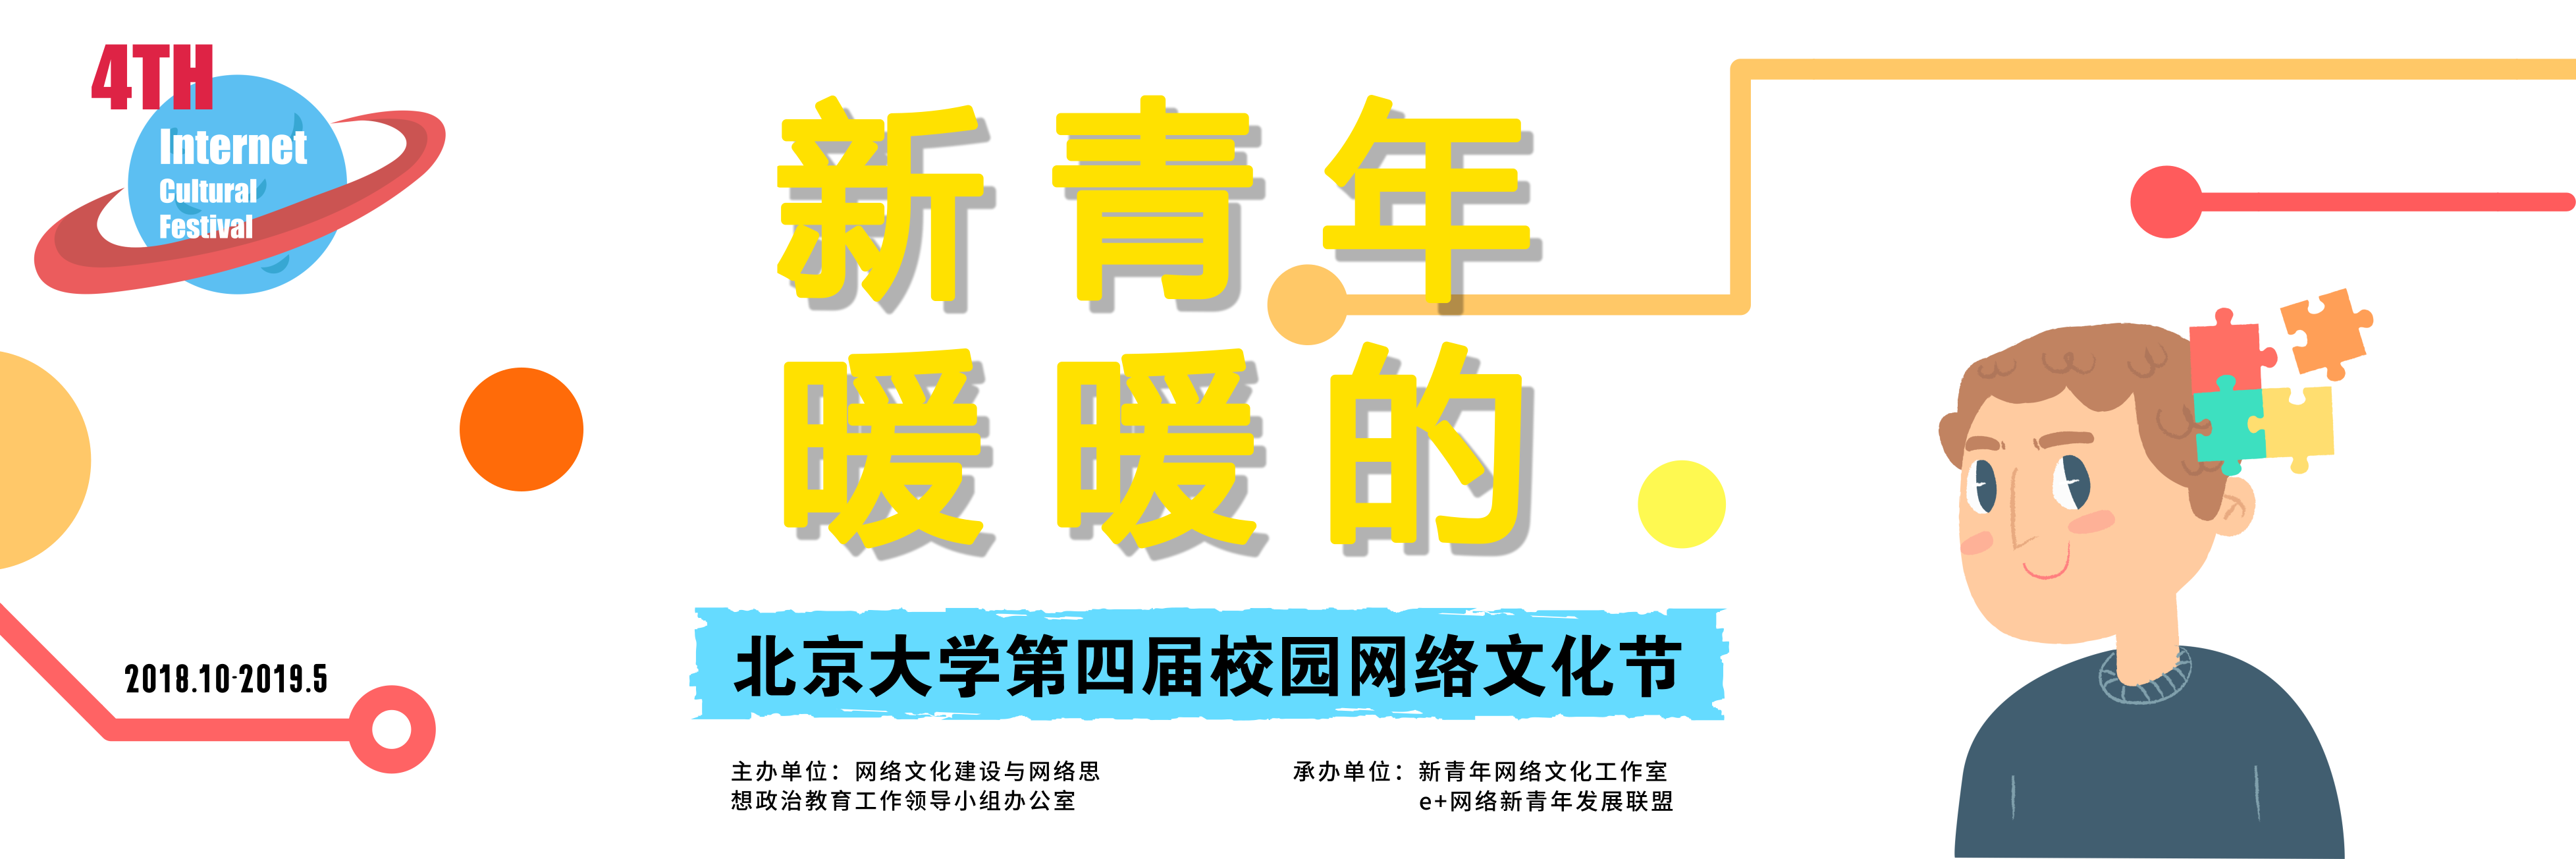 4TH
Internet
Cultural
Festival
新青年
暖暖的
北京大学第四届校园网络文化节
2018.10-2019.5
主办单位：网络文化建设与网络思
想政治教育工作领导小组办公室
承办单位：新青年网络文化工作室
e+网络新青年发展联盟